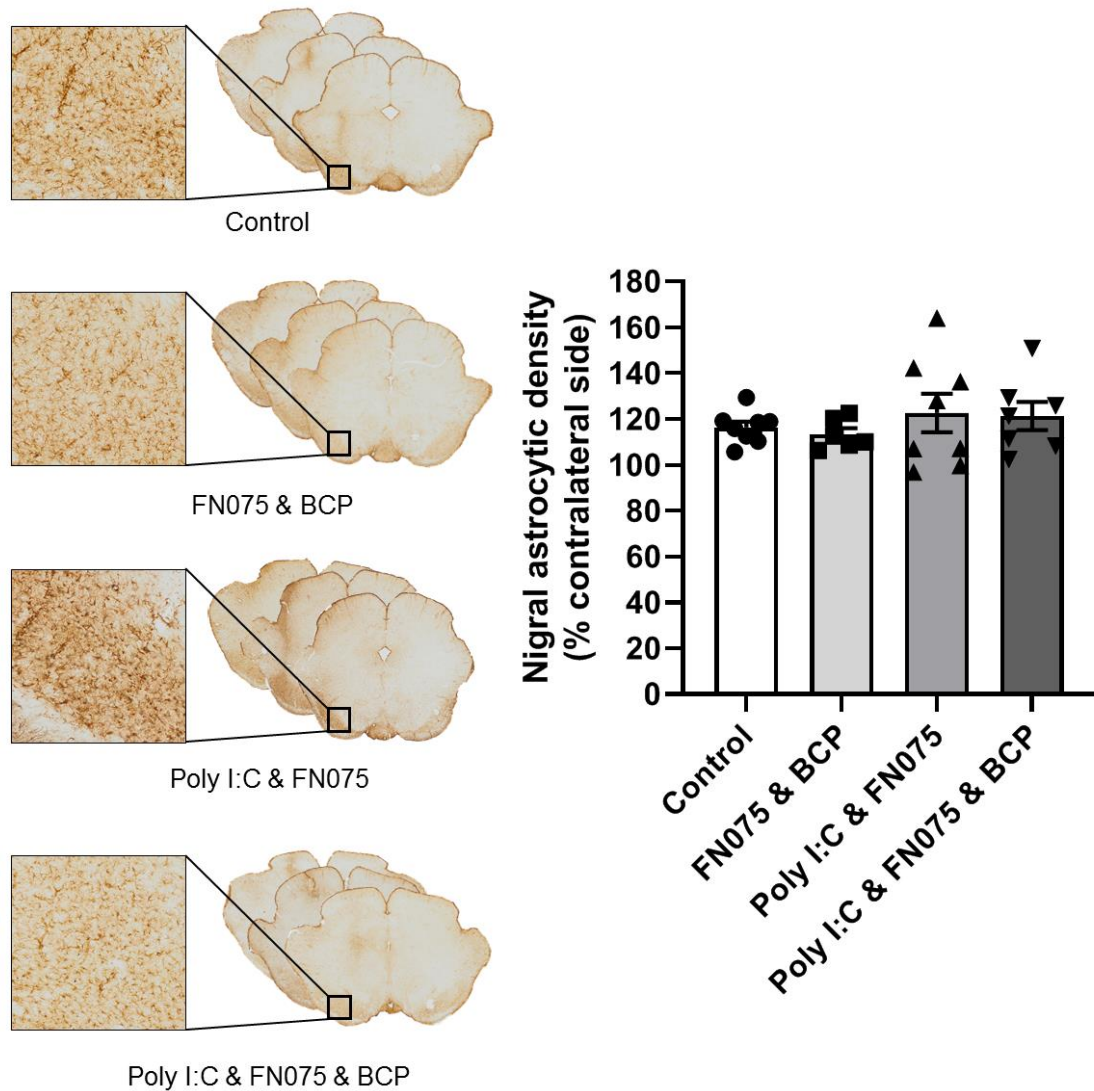 Control
FN075 & BCP
Poly I:C & FN075
Poly I:C & FN075 & BCP
Nigral astrocytic density
(% contralateral side)
180
160
140
120
100
80
60
40
20
0
Control
FN075 & BCP
Poly I:C & FN075
Poly I:C & FN075 & BCP